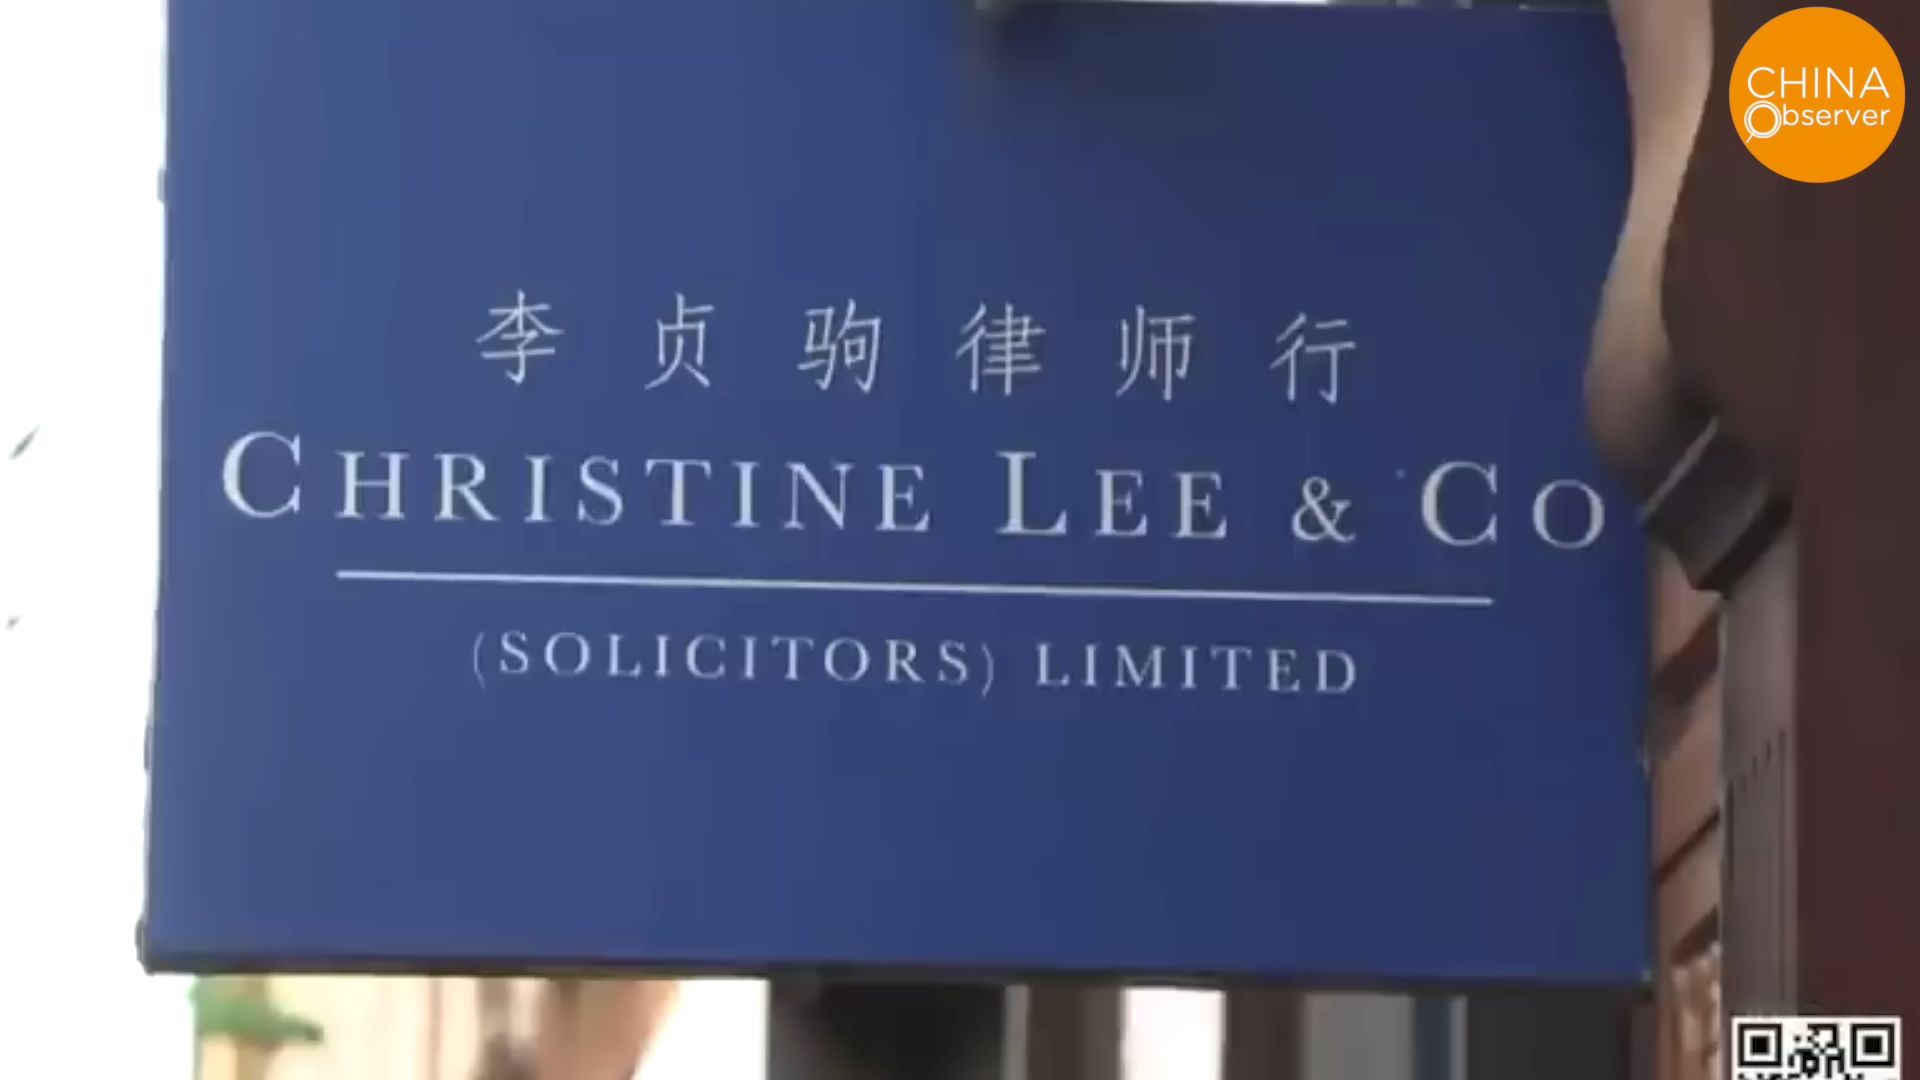 CHINA
Observer
李贞驹律师行
CHRISTINE LEE & CO
(SOLICITORS) LIMITED